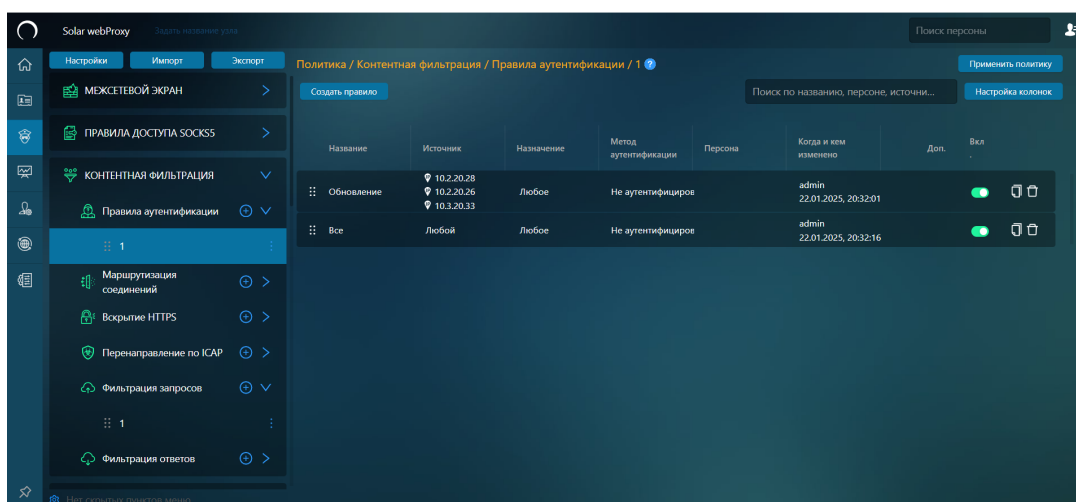 Solar webProxy
Задать название узла
Поиск персоны
Настройки
Импорт
Экспорт
МЕЖСЕТЕВОЙ ЭКРАН
ПРАВИЛА ДОСТУПА SOCKS5
КОНТЕНТНАЯ ФИЛЬТРАЦИЯ
Правила аутентификации
1
Маршрутизация
соединений
Вскрытие HTTPS
Перенаправление по ICAP
Фильтрация запросов
1
Фильтрация ответов
Нет скрытых пунктов меню
Политика / Контентная фильтрация / Правила аутентификации / 1 ?
Применить политику
Создать правило
Поиск по названию, персоне, источни...
Настройка колонок
Название
Источник
Назначение
Метод
аутентификации
Персона
Когда и кем
изменено
Доп.
Вкл
.
Обновление
10.2.20.28
10.2.20.26
10.3.20.33
Любое
Не аутентифициров
admin
22.01.2025, 20:32:01
Все
Любой
Любое
Не аутентифициров
admin
22.01.2025, 20:32:16